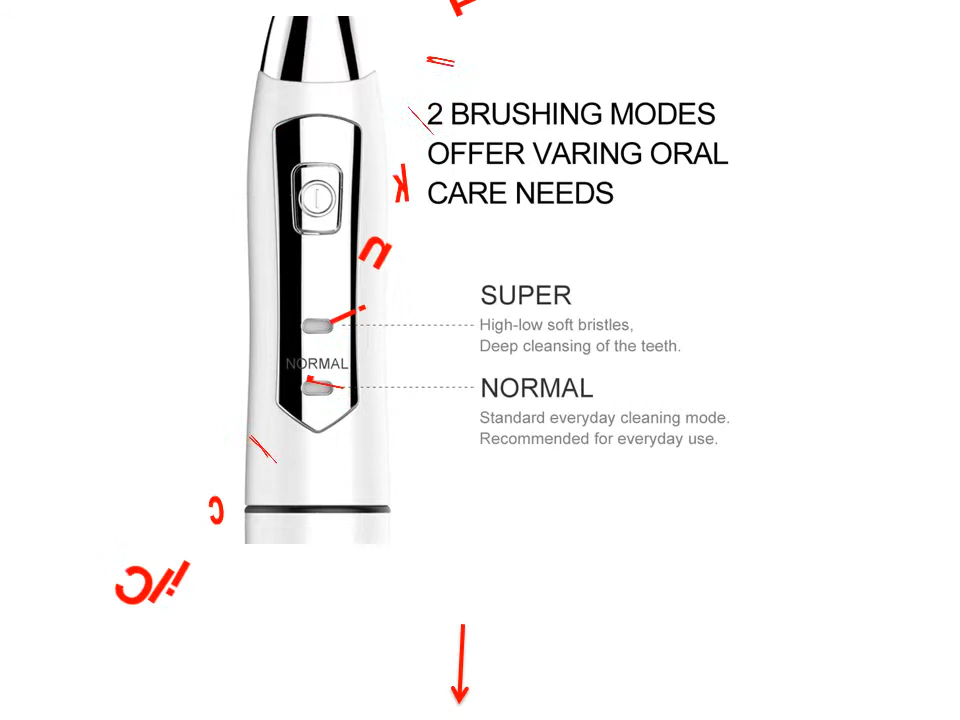 2 BRUSHING MODES
OFFER VARING ORAL
CARE NEEDS
SUPER
High-low soft bristles,
Deep cleansing of the teeth.
NORMAL
NORMAL
Standard everyday cleaning mode.
Recommended for everyday use.